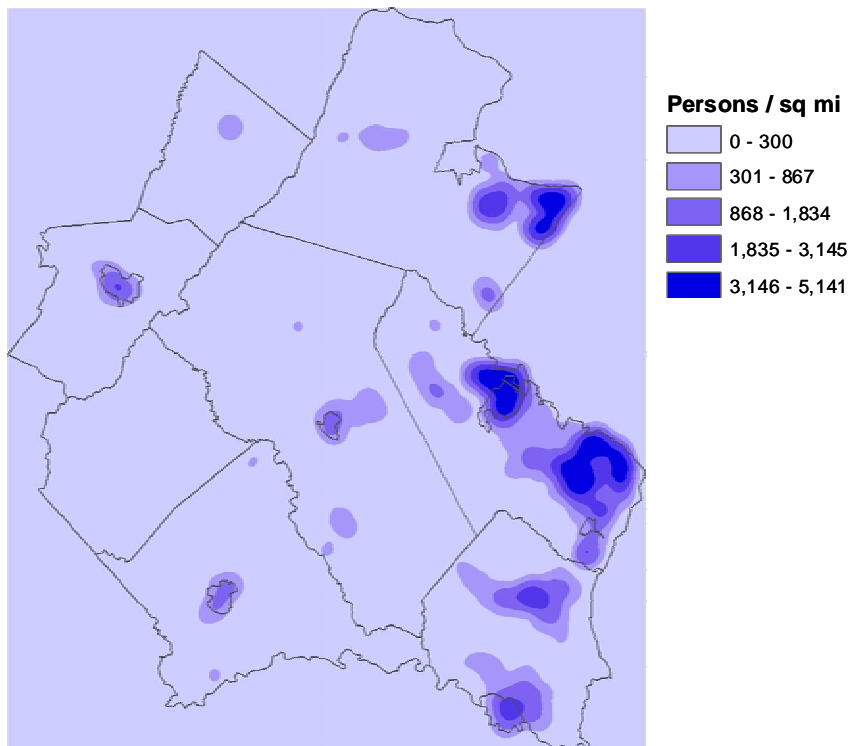 Persons / sq mi
0 - 300
301 - 867
868 - 1,834
1,835 - 3,145
3,146 - 5,141